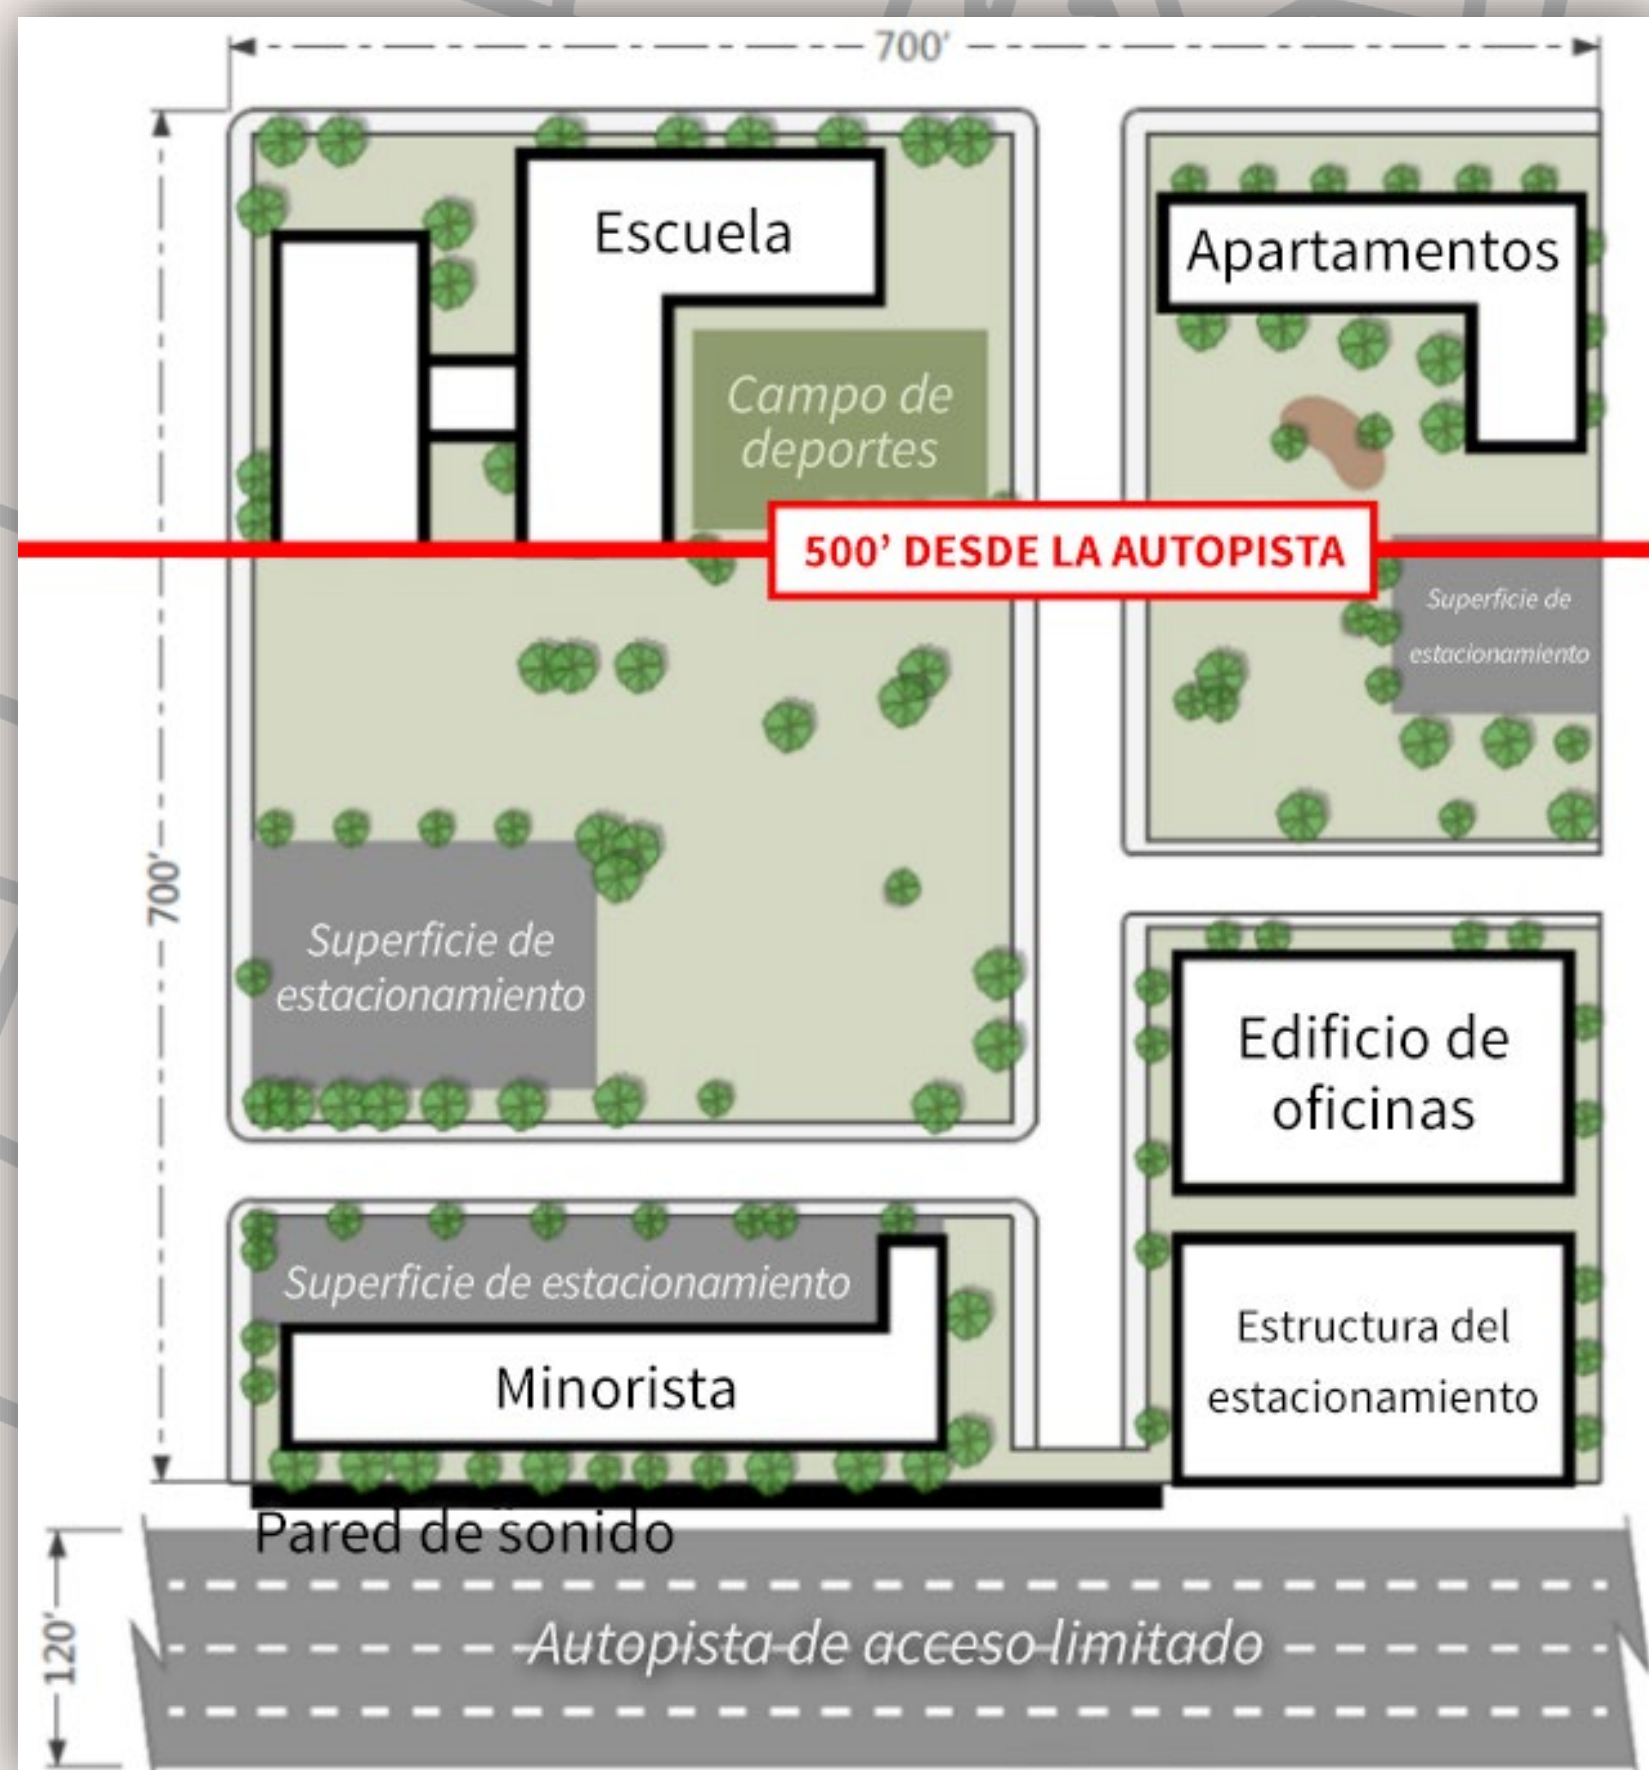 700’
Escuela
Apartamentos
Campo de
deportes
500’ DESDE LA AUTOPISTA
Superficie de
estacionamiento
700’
Superficie de
estacionamiento
Edificio de
oficinas
Superficie de estacionamiento
Estructura del
estacionamiento
Minorista
Pared de sonido
120’
Autopista de acceso limitado